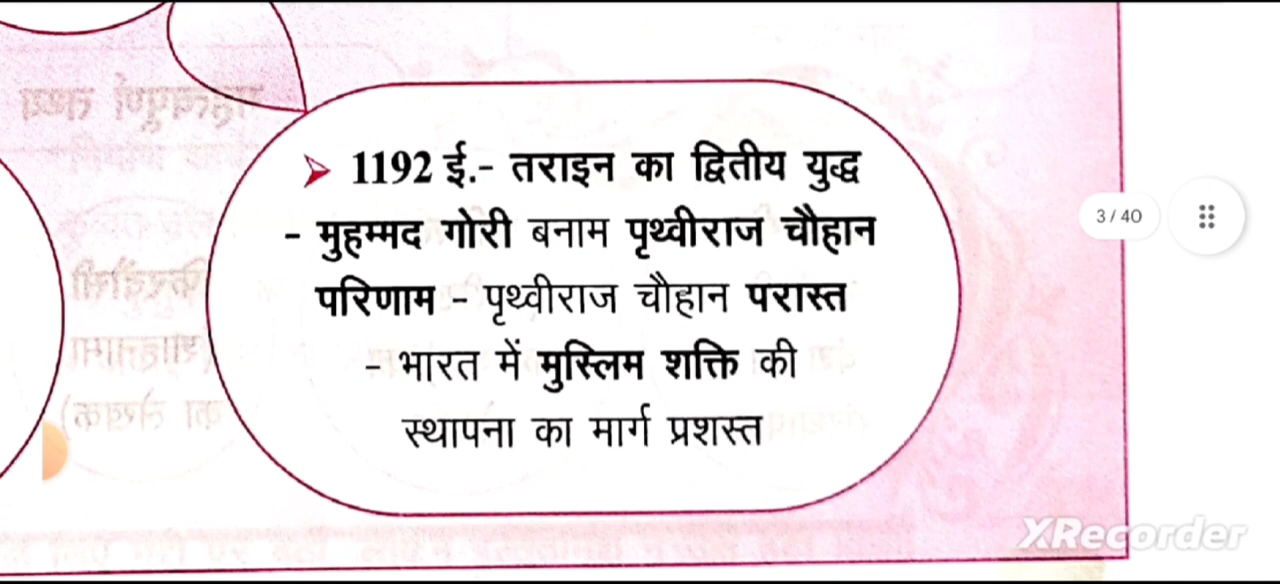 ➤ 1192 ई.- तराइन का द्वितीय युद्ध
- मुहम्मद गोरी बनाम पृथ्वीराज चौहान
परिणाम - पृथ्वीराज चौहान परास्त
- भारत में मुस्लिम शक्ति की
स्थापना का मार्ग प्रशस्त
3 / 40
XRecorder